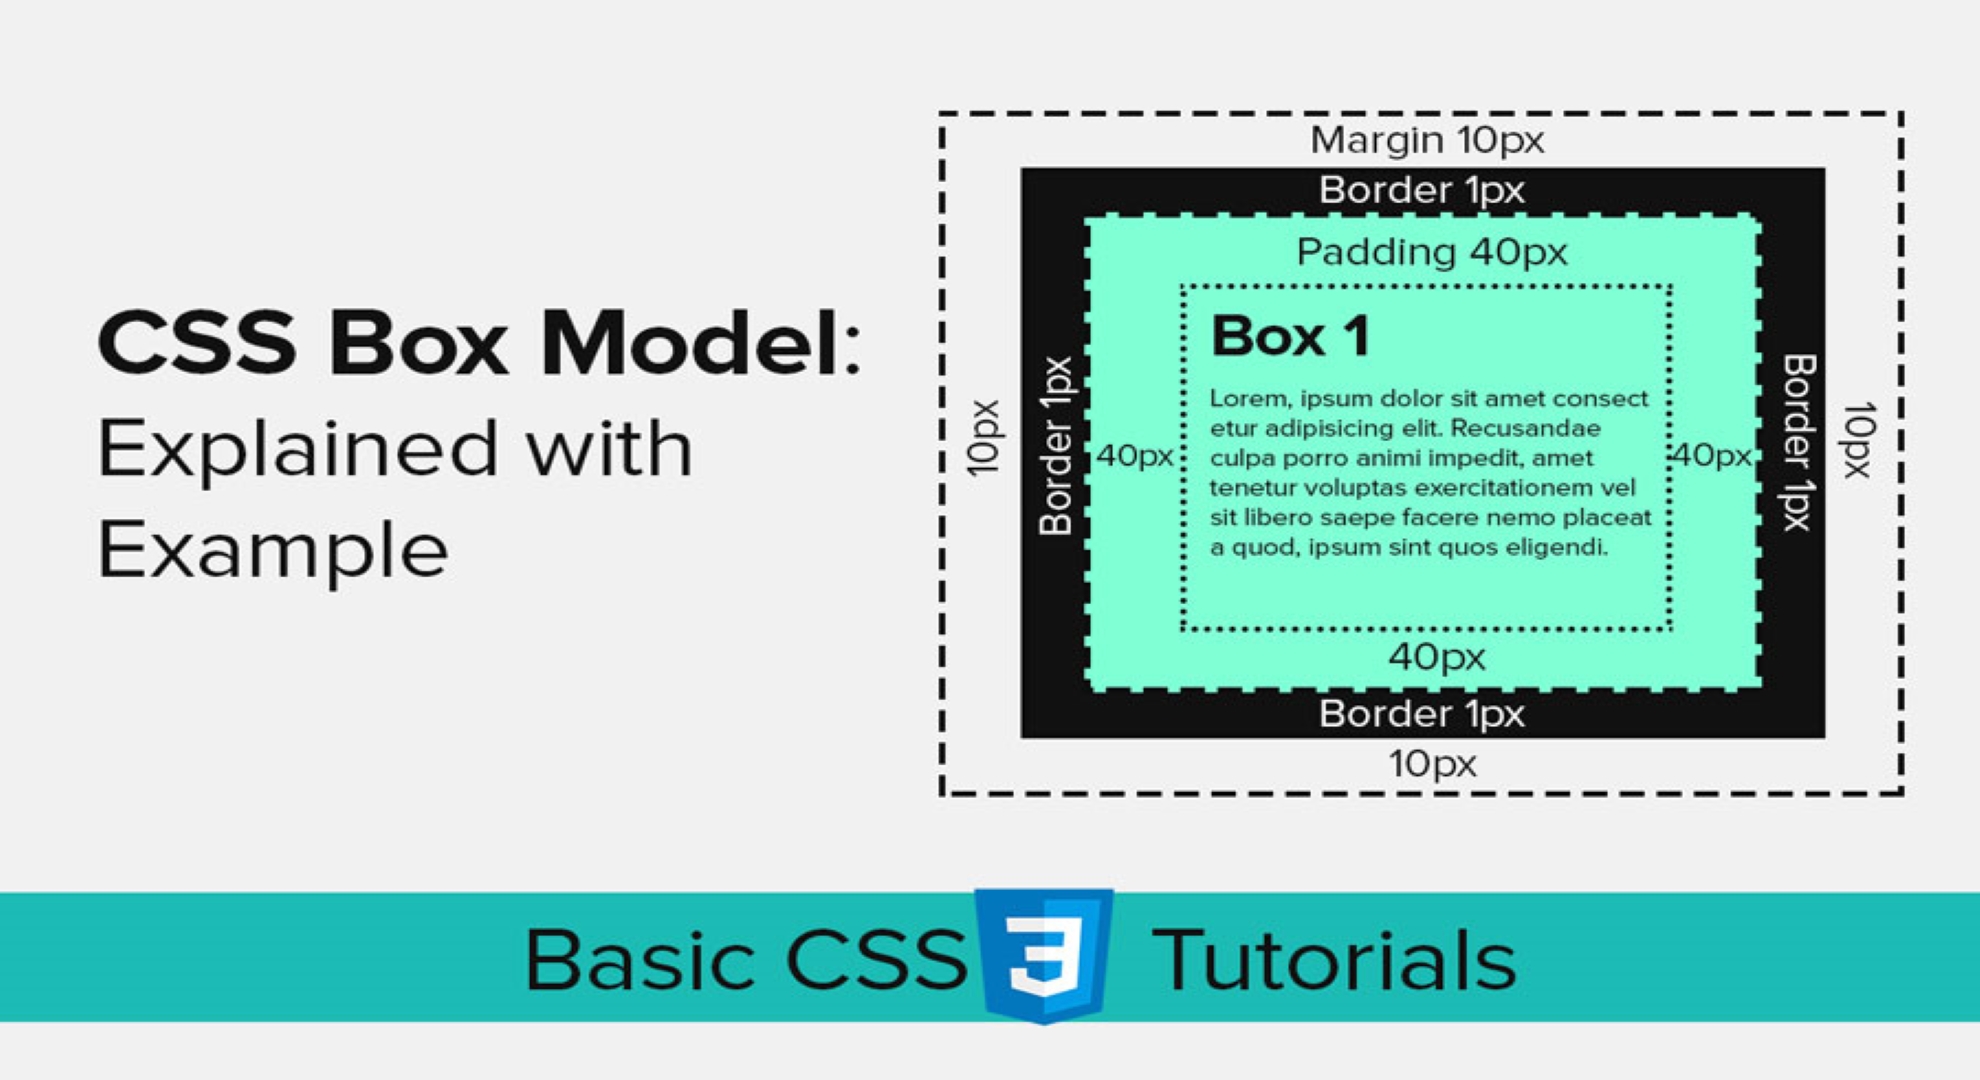 CSS Box Model:
Explained with
Example
Margin 10px
Border 1px
Padding 40px
10px
Border 1px
40px
Box 1
Lorem, ipsum dolor sit amet consect
etur adipisicing elit. Recusandae
culpa porro animi impedit, amet
tenetur voluptas exercitationem vel
sit libero saepe facere nemo placeat
a quod, ipsum sint quos eligendi.
40px
Border 1px
10px
40px
Border 1px
10px
Basic CSS 3 Tutorials